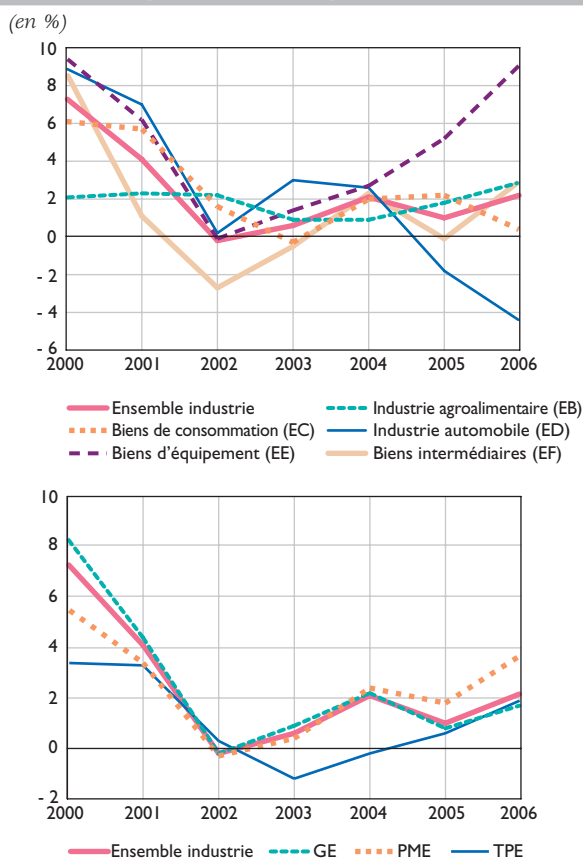 (en %)
10
8
6
4
2
0
- 2
- 4
- 6
2000 2001 2002 2003 2004 2005 2006
Ensemble industrie Industrie agroalimentaire (EB)
Biens de consommation (EC) Industrie automobile (ED)
Biens d'équipement (EE) Biens intermédiaires (EF)
10
8
6
4
2
0
- 2
2000 2001 2002 2003 2004 2005 2006
Ensemble industrie GE PME TPE